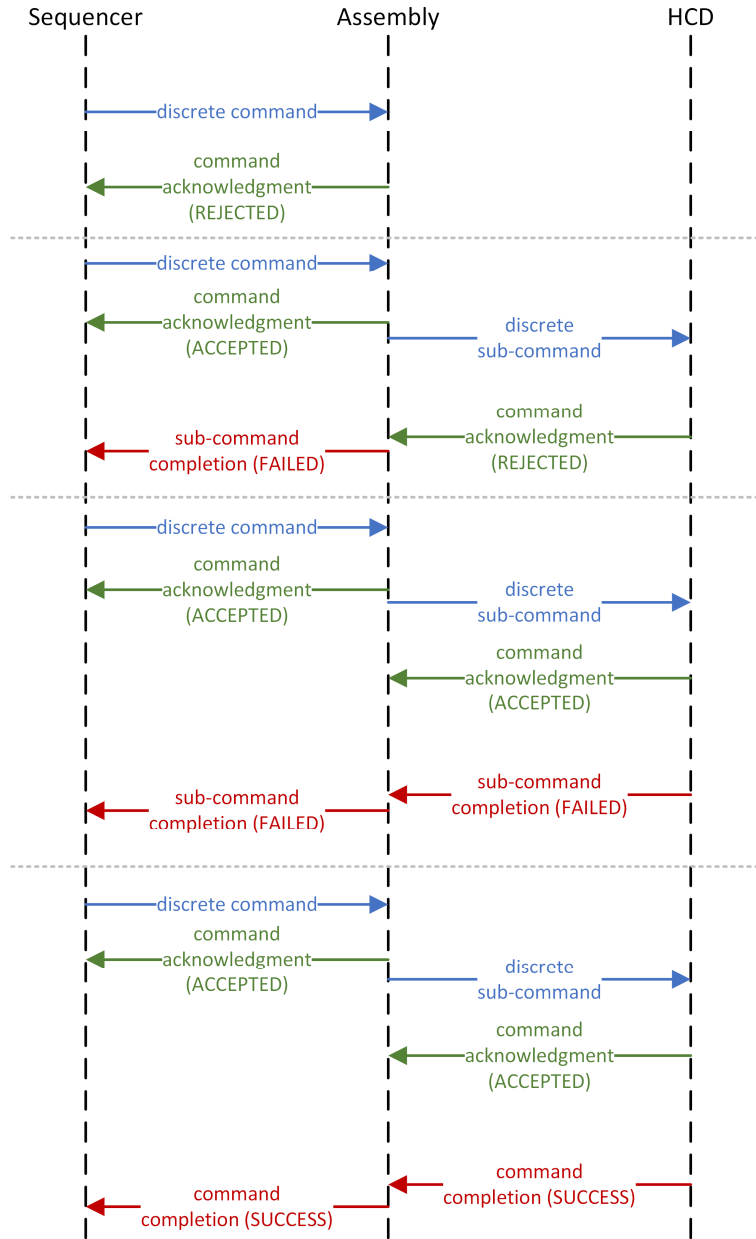 Sequencer
Assembly
HCD
discrete command
command
acknowledgment
(REJECTED)
discrete command
command
acknowledgment
(ACCEPTED)
discrete
sub-command
command
acknowledgment
(REJECTED)
sub-command
completion (FAILED)
discrete command
command
acknowledgment
(ACCEPTED)
discrete
sub-command
command
acknowledgment
(ACCEPTED)
sub-command
completion (FAILED)
sub-command
completion (FAILED)
discrete command
command
acknowledgment
(ACCEPTED)
discrete
sub-command
command
acknowledgment
(ACCEPTED)
command
completion (SUCCESS)
command
completion (SUCCESS)